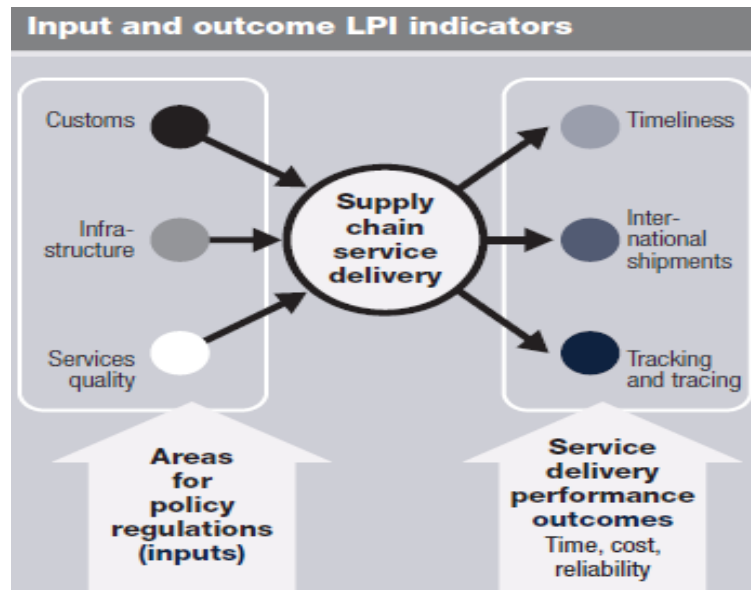 Input and outcome LPI indicators
Customs
Infra-
structure
Services
quality
Supply
chain
service
delivery
Timeliness
Inter-
national
shipments
Tracking
and tracing
Areas
for
policy
regulations
(inputs)
Service
delivery
performance
outcomes
Time, cost,
reliability